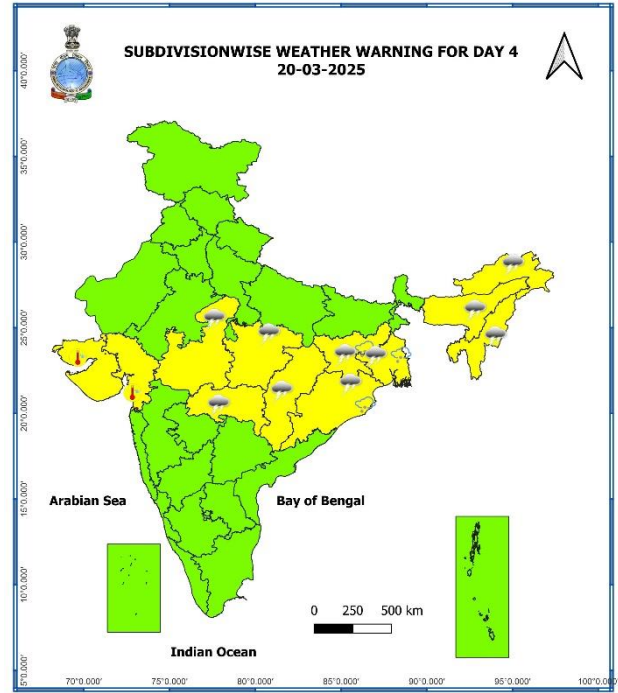 SUBDIVISIONWISE WEATHER WARNING FOR DAY 4
20-03-2025
40°0.000'
35°0.000'
30°0.000'
25°0.000'
20°0.000'
15°0.000'
10°0.000'
5°0.000'
Arabian Sea
Bay of Bengal
0 250 500 km
Indian Ocean
70°0.000' 75°0.000' 80°0.000' 85°0.000' 90°0.000' 95°0.000' 100°0.000'